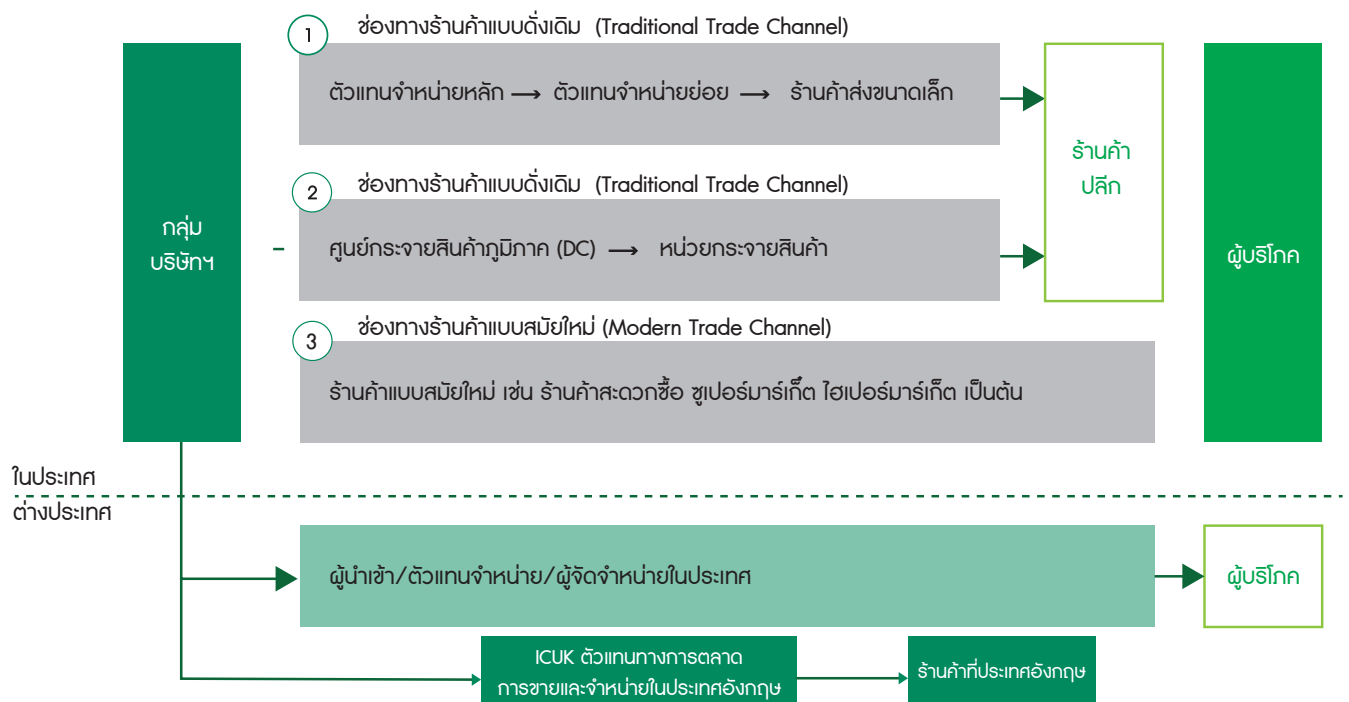 1
ช่องทางร้านค้าแบบดั่งเดิม (Traditional Trade Channel)
ตัวแทนจำหน่ายหลัก → ตัวแทนจำหน่ายย่อย → ร้านค้าส่งขนาดเล็ก
2
ช่องทางร้านค้าแบบดั่งเดิม (Traditional Trade Channel)
ศูนย์กระจายสินค้าภูมิภาค (DC) → หน่วยกระจายสินค้า
3
ช่องทางร้านค้าแบบสมัยใหม่ (Modern Trade Channel)
ร้านค้าแบบสมัยใหม่ เช่น ร้านค้าสะดวกซื้อ ซูเปอร์มาร์เก็ต ไฮเปอร์มาร์เก็ต เป็นต้น
กลุ่ม
บริษัทฯ
ร้านค้า
ปลีก
ผู้บริโภค
ในประเทศ
ต่างประเทศ
ผู้นำเข้า/ตัวแทนจำหน่าย/ผู้จัดจำหน่ายในประเทศ
ผู้บริโภค
ICUK ตัวแทนทางการตลาด
การขายและจำหน่ายในประเทศอังกฤษ
ร้านค้าที่ประเทศอังกฤษ